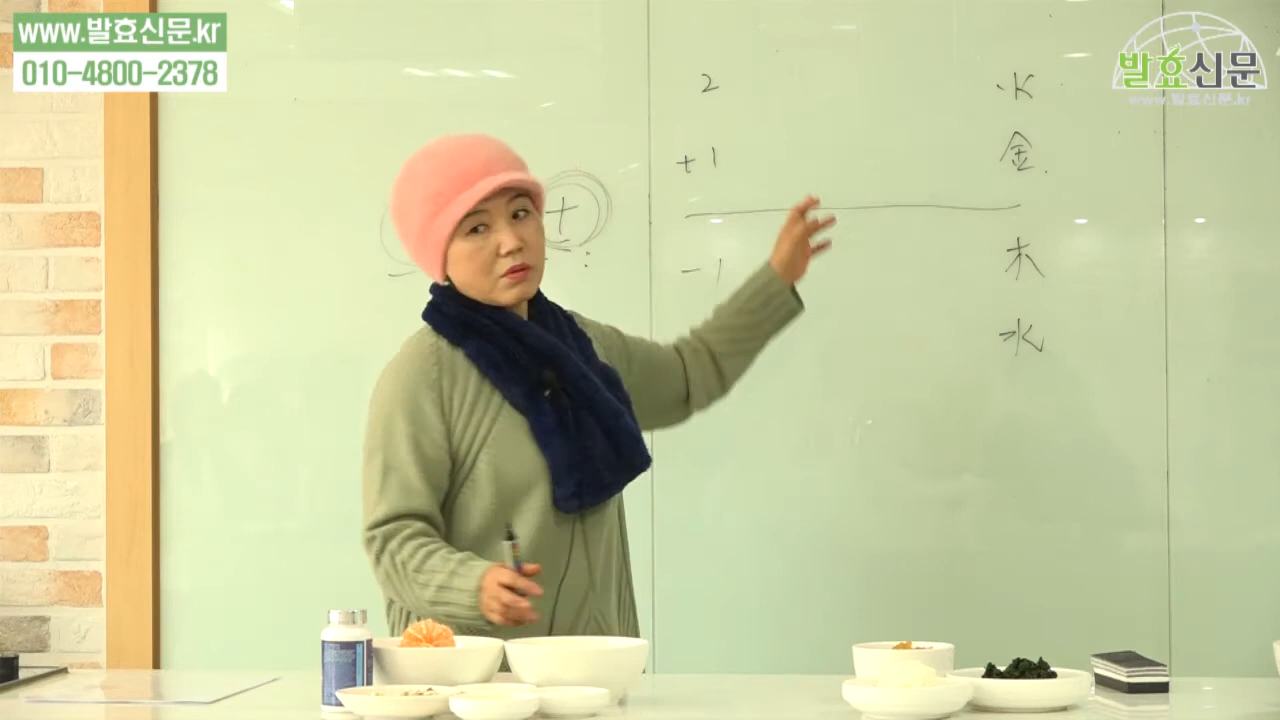 www.발효신문.kr
010-4800-2378
발효신문
www.발효신문.kr
2 火
+1 金
-1 木
水
- +